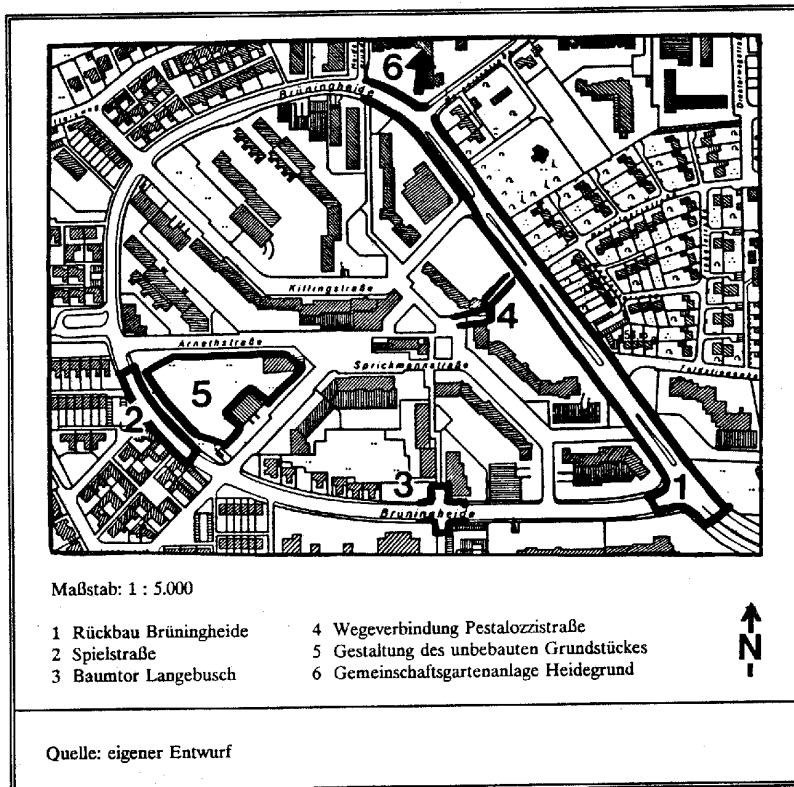 6
Brüningheide
Killingstraße
4
Arnethstraße
Sprickmannstraße
5
2
3
1
Brüningheide
Maßstab: 1 : 5.000
1 Rückbau Brüningheide
2 Spielstraße
3 Baumtor Langebusch
4 Wegeverbindung Pestalozzistraße
5 Gestaltung des unbebauten Grundstückes
6 Gemeinschaftsgartenanlage Heidegrund
N
Quelle: eigener Entwurf